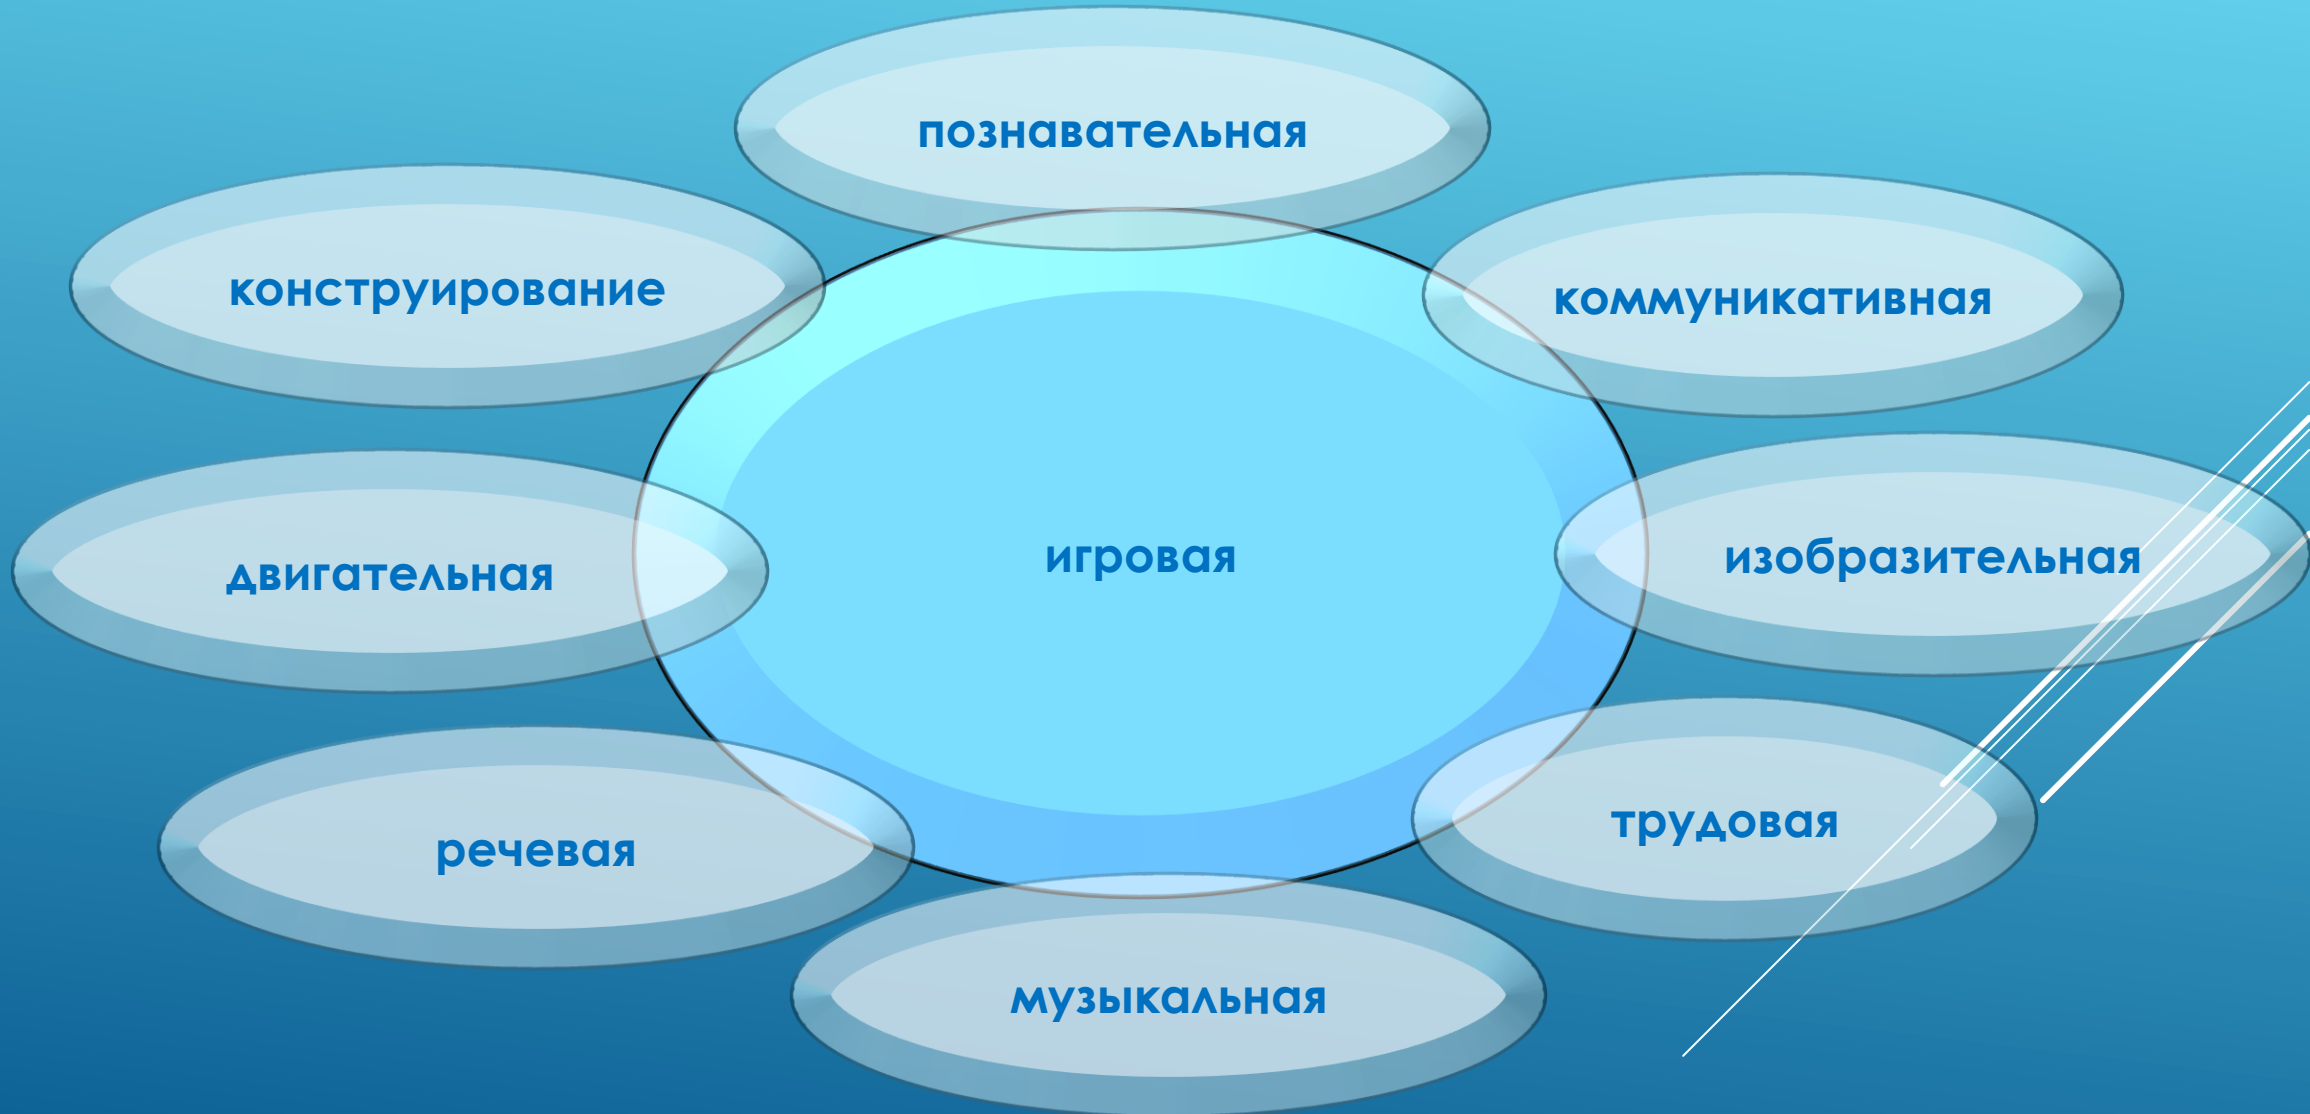 познавательная
конструирование
коммуникативная
двигательная
игровая
изобразительная
речевая
трудовая
музыкальная